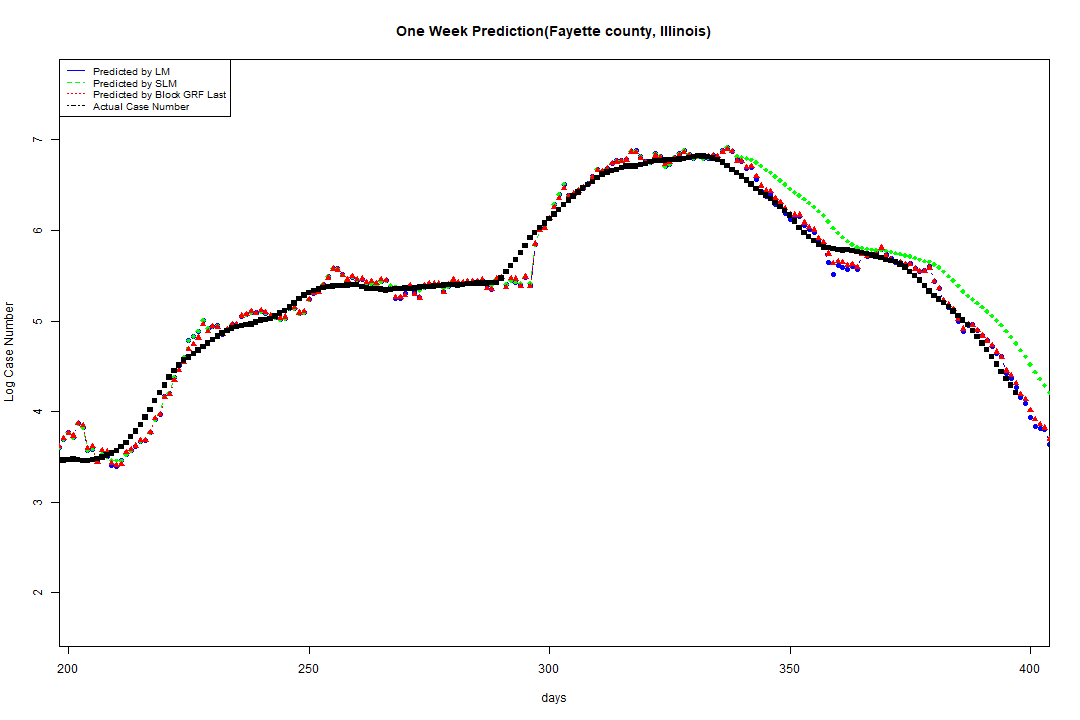 One Week Prediction(Fayette county, Illinois)
Predicted by LM
Predicted by SLM
Predicted by Block GRF Last
Actual Case Number
7
6
5
4
3
2
Log Case Number
200 250 300 350 400
days